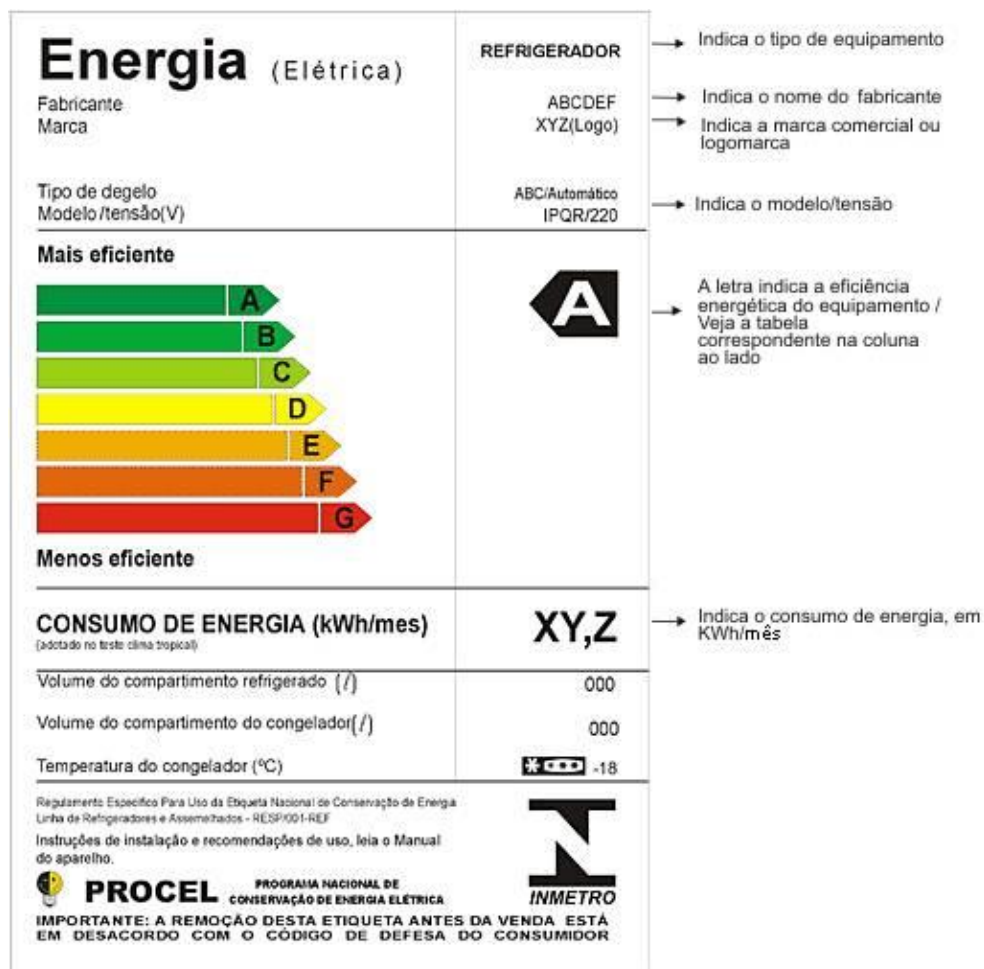 Energia (Elétrica)
REFRIGERADOR
Indica o tipo de equipamento
Fabricante
ABCDEF
Indica o nome do fabricante
Marca
XYZ(Logo)
Indica a marca comercial ou
logomarca
Tipo de degelo
ABC/Automático
Modelo/tensão(V)
IPQR/220
Indica o modelo/tensão
Mais eficiente
A
B
C
D
E
F
G
A
A letra indica a eficiência
energética do equipamento /
Veja a tabela
correspondente na coluna
ao lado
Menos eficiente
CONSUMO DE ENERGIA (kWh/mes)
(adotado no teste clima tropical)
XY,Z
Indica o consumo de energia, em
KWh/mês
Volume do compartimento refrigerado (l)
000
Volume do compartimento do congelador(l)
000
Temperatura do congelador (ºC)
-18
Regulamento Específico Para Uso da Etiqueta Nacional de Conservação de Energia
Linha de Refrigeradores e Assemelhados - RESP/001-REF
Instruções de instalação e recomendações de uso, leia o Manual
do aparelho.
PROCEL
PROGRAMA NACIONAL DE
CONSERVAÇÃO DE ENERGIA ELÉTRICA
INMETRO
IMPORTANTE: A REMOÇÃO DESTA ETIQUETA ANTES DA VENDA ESTÁ
EM DESACORDO COM O CÓDIGO DE DEFESA DO CONSUMIDOR